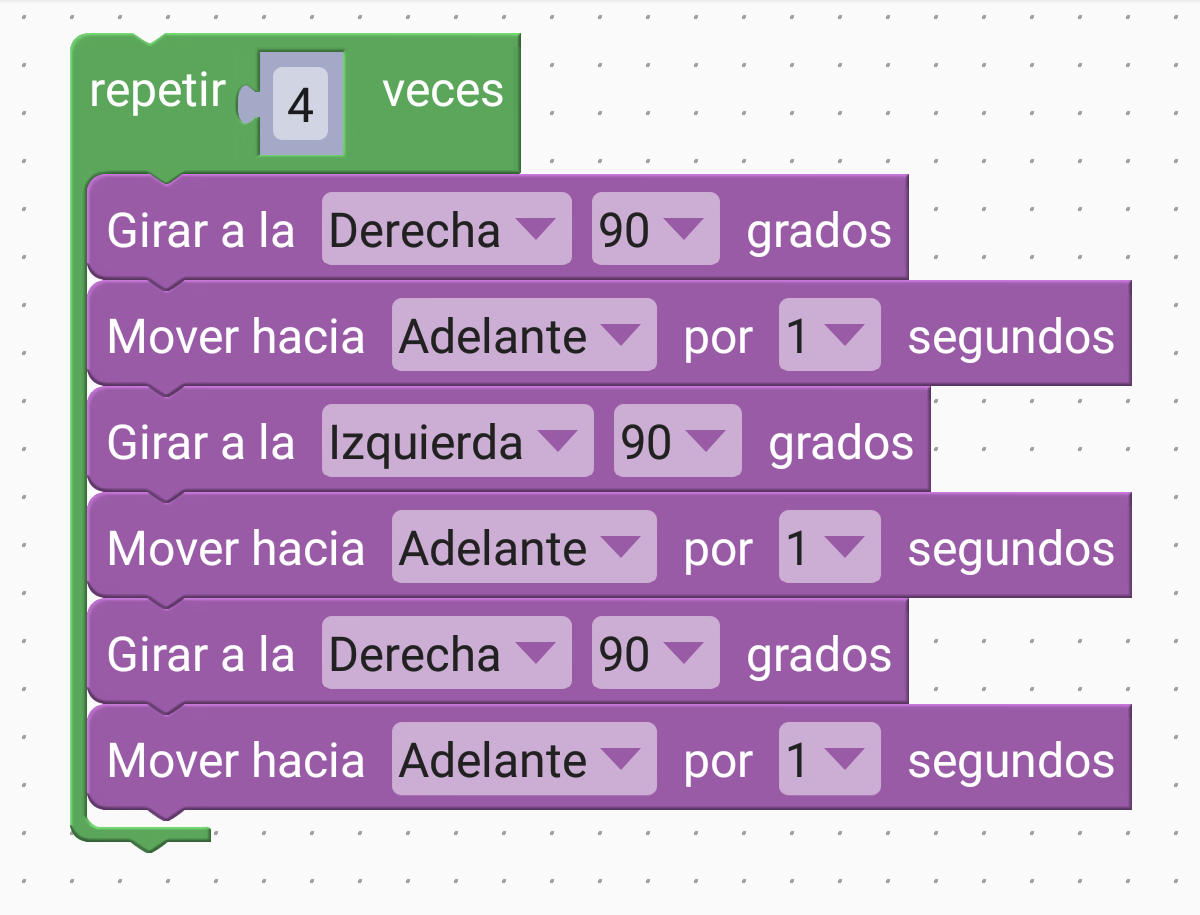 repetir 4 veces
Girar a la Derecha 90 grados
Mover hacia Adelante por 1 segundos
Girar a la Izquierda 90 grados
Mover hacia Adelante por 1 segundos
Girar a la Derecha 90 grados
Mover hacia Adelante por 1 segundos